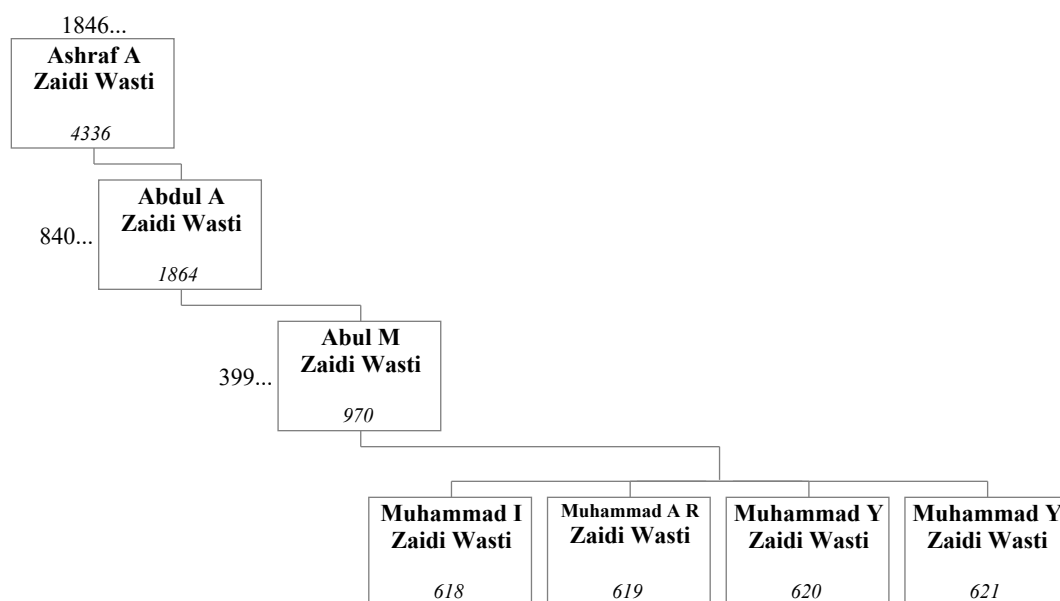 1846...
Ashraf A
Zaidi Wasti
4336
Abdul A
Zaidi Wasti
840...
1864
Abul M
Zaidi Wasti
399...
970
Muhammad I
Zaidi Wasti
618
Muhammad A R
Zaidi Wasti
619
Muhammad Y
Zaidi Wasti
620
Muhammad Y
Zaidi Wasti
621